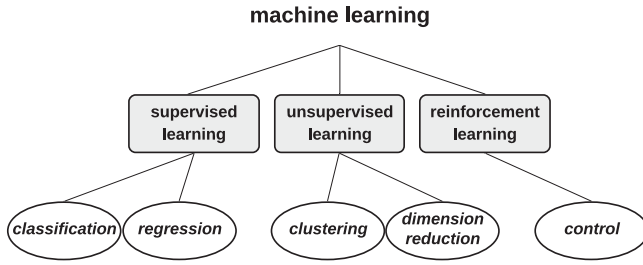 machine learning
supervised
learning
unsupervised
learning
reinforcement
learning
classification
regression
clustering
dimension
reduction
control